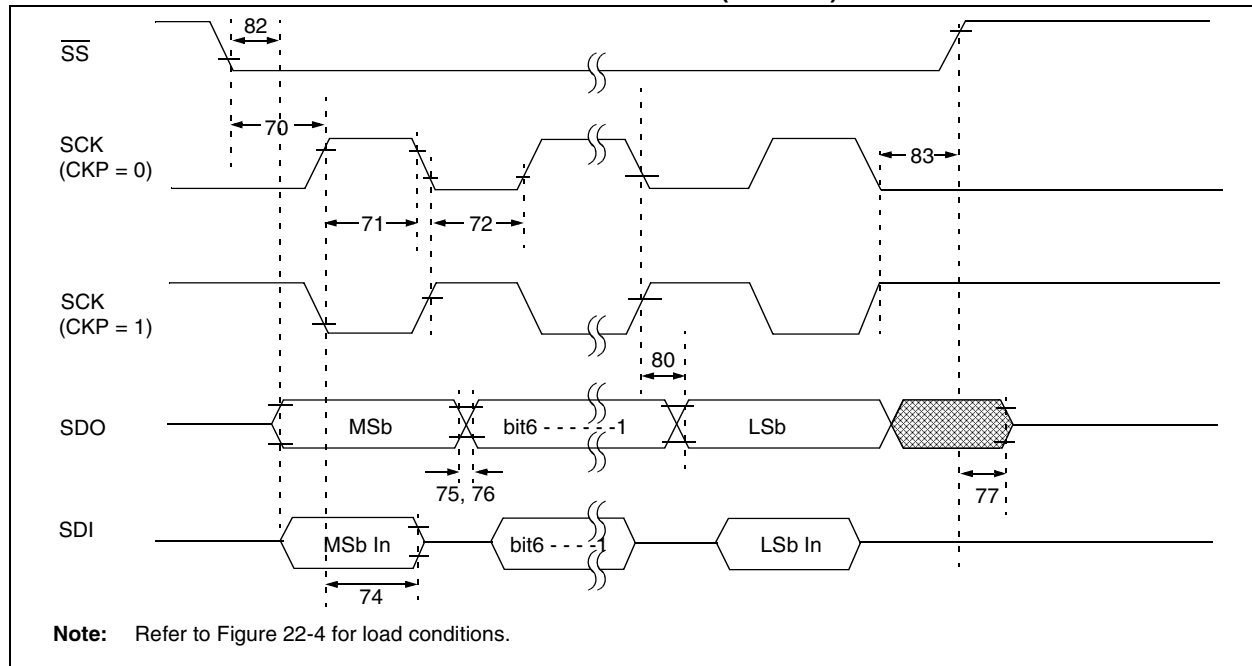 82
SS
70
SCK
(CKP = 0)
83
71
72
SCK
(CKP = 1)
80
SDO
MSb
bit6 - - - - - -1
LSb
75, 76
77
SDI
MSb In
bit6 - - - - 1
LSb In
74
Note: Refer to Figure 22-4 for load conditions.